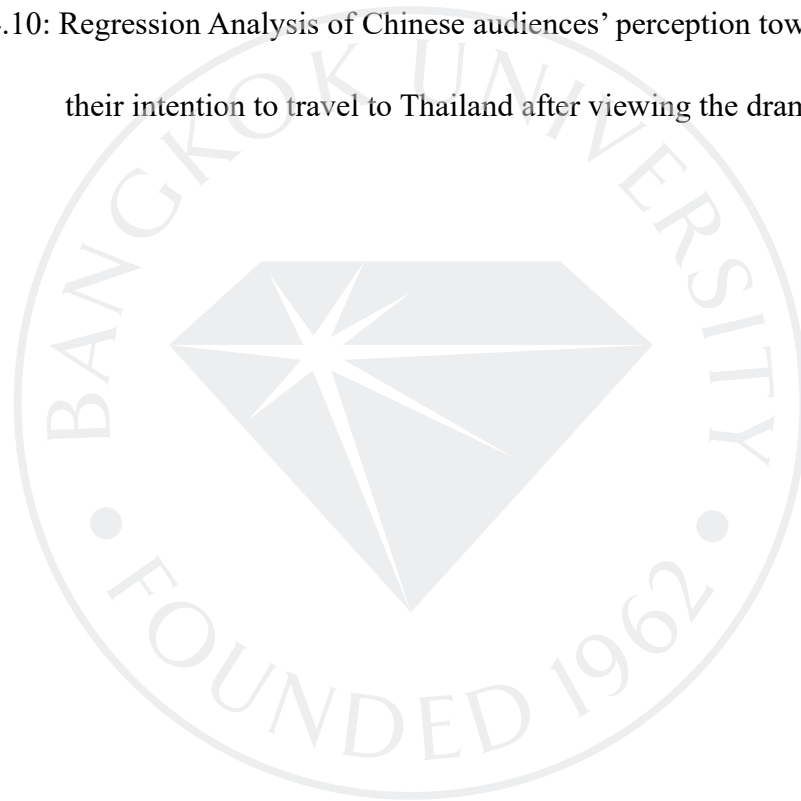 .10: Regression Analysis of Chinese audiences’ perception tow
their intention to travel to Thailand after viewing the dram
BANGKOK UNIVERSITY
• FOUNDED 1962 •